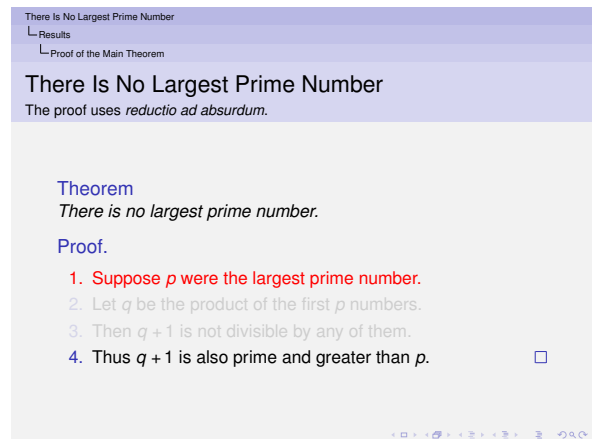 There Is No Largest Prime Number
Results
Proof of the Main Theorem
There Is No Largest Prime Number
The proof uses reductio ad absurdum.
Theorem
There is no largest prime number.
Proof.
1. Suppose p were the largest prime number.
2. Let q be the product of the first p numbers.
3. Then q + 1 is not divisible by any of them.
4. Thus q + 1 is also prime and greater than p.